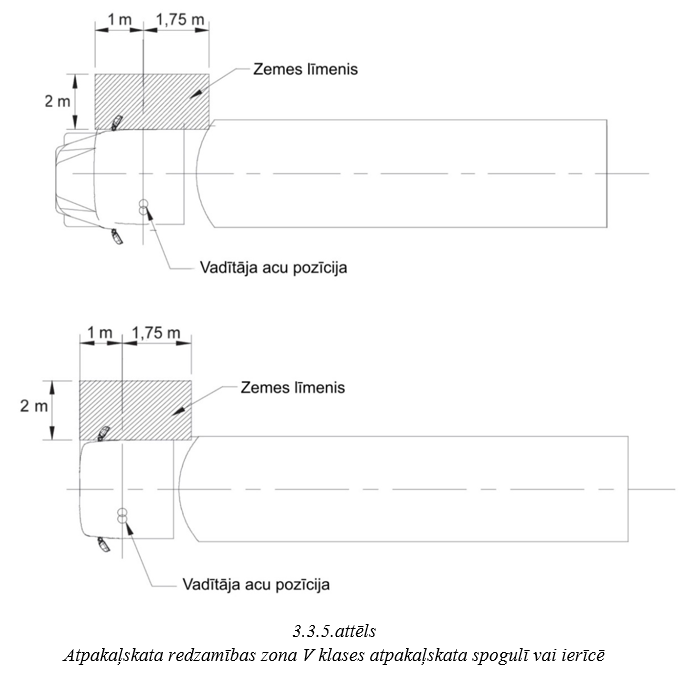 1 m 1,75 m
Zemes līmenis
2 m
Vadītāja acu pozīcija
1 m 1,75 m
Zemes līmenis
2 m
Vadītāja acu pozīcija
3.3.5.attēls
Atpakaļskata redzamības zona V klases atpakaļskata spogulī vai ierīcē